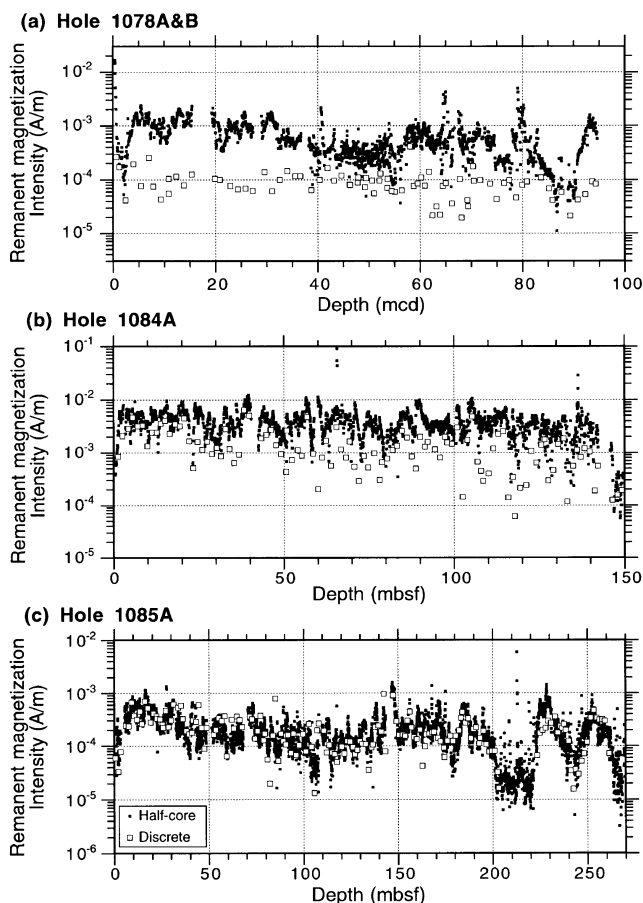 (a) Hole 1078A&B
Remanent magnetization
Intensity (A/m)
10-2
10-3
10-4
10-5
0 20 40 60 80 100
Depth (mcd)
(b) Hole 1084A
Remanent magnetization
Intensity (A/m)
10-1
10-2
10-3
10-4
10-5
0 50 100 150
Depth (mbsf)
(c) Hole 1085A
Remanent magnetization
Intensity (A/m)
10-2
10-3
10-4
10-5
10-6
Half-core
Discrete
0 50 100 150 200 250
Depth (mbsf)